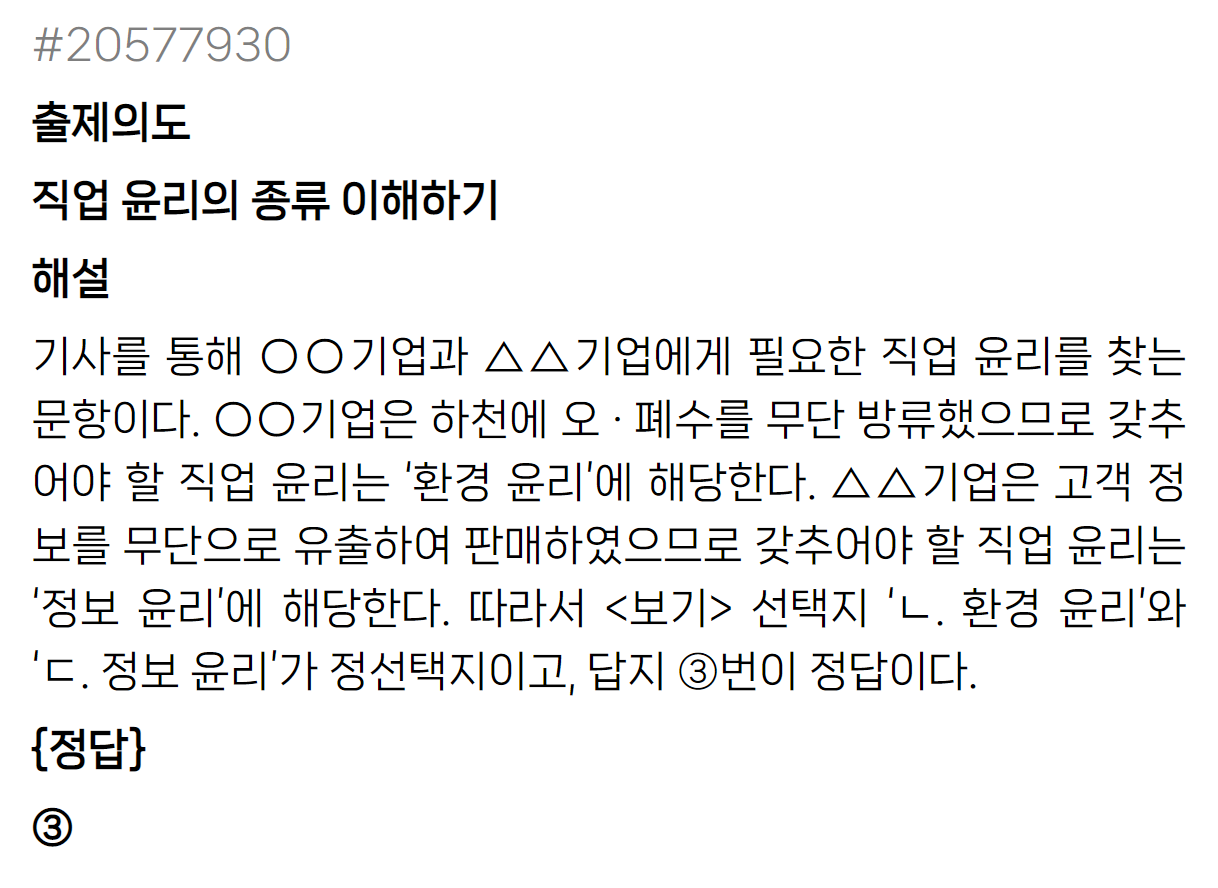 #20577930
출제의도
직업 윤리의 종류 이해하기
해설
기사를 통해 〇〇기업과 △△기업에게 필요한 직업 윤리를 찾는
문항이다. 〇〇기업은 하천에 오 · 폐수를 무단 방류했으므로 갖추
어야 할 직업 윤리는 '환경 윤리'에 해당한다. △△기업은 고객 정
보를 무단으로 유출하여 판매하였으므로 갖추어야 할 직업 윤리는
'정보 윤리'에 해당한다. 따라서 <보기> 선택지 'ㄴ. 환경 윤리'와
'ㄷ. 정보 윤리'가 정선택지이고, 답지 ③번이 정답이다.
{정답}
③